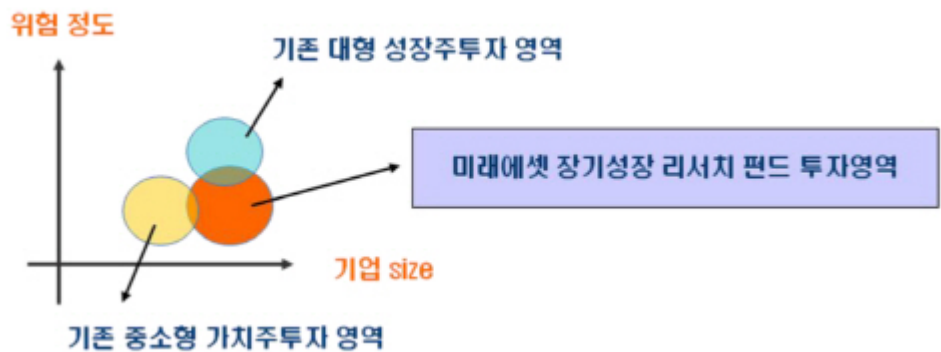 위험 정도
기존 대형 성장주투자 영역
미래에셋 장기성장 리서치 펀드 투자영역
기업 size
기존 중소형 가치주투자 영역